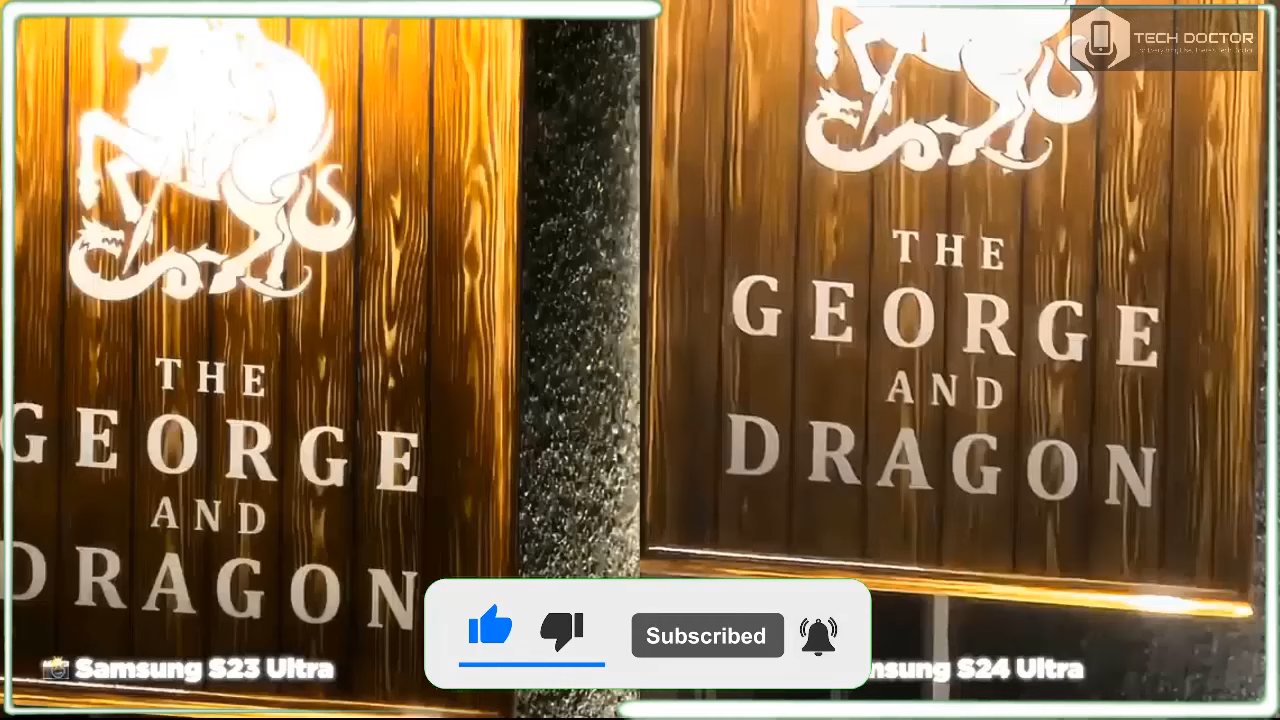 THE
GEORGE
AND
DRAGON
Samsung S23 Ultra
TECH DOCTOR
THE
GEORGE
AND
DRAGON
Subscribed
msung S24 Ultra